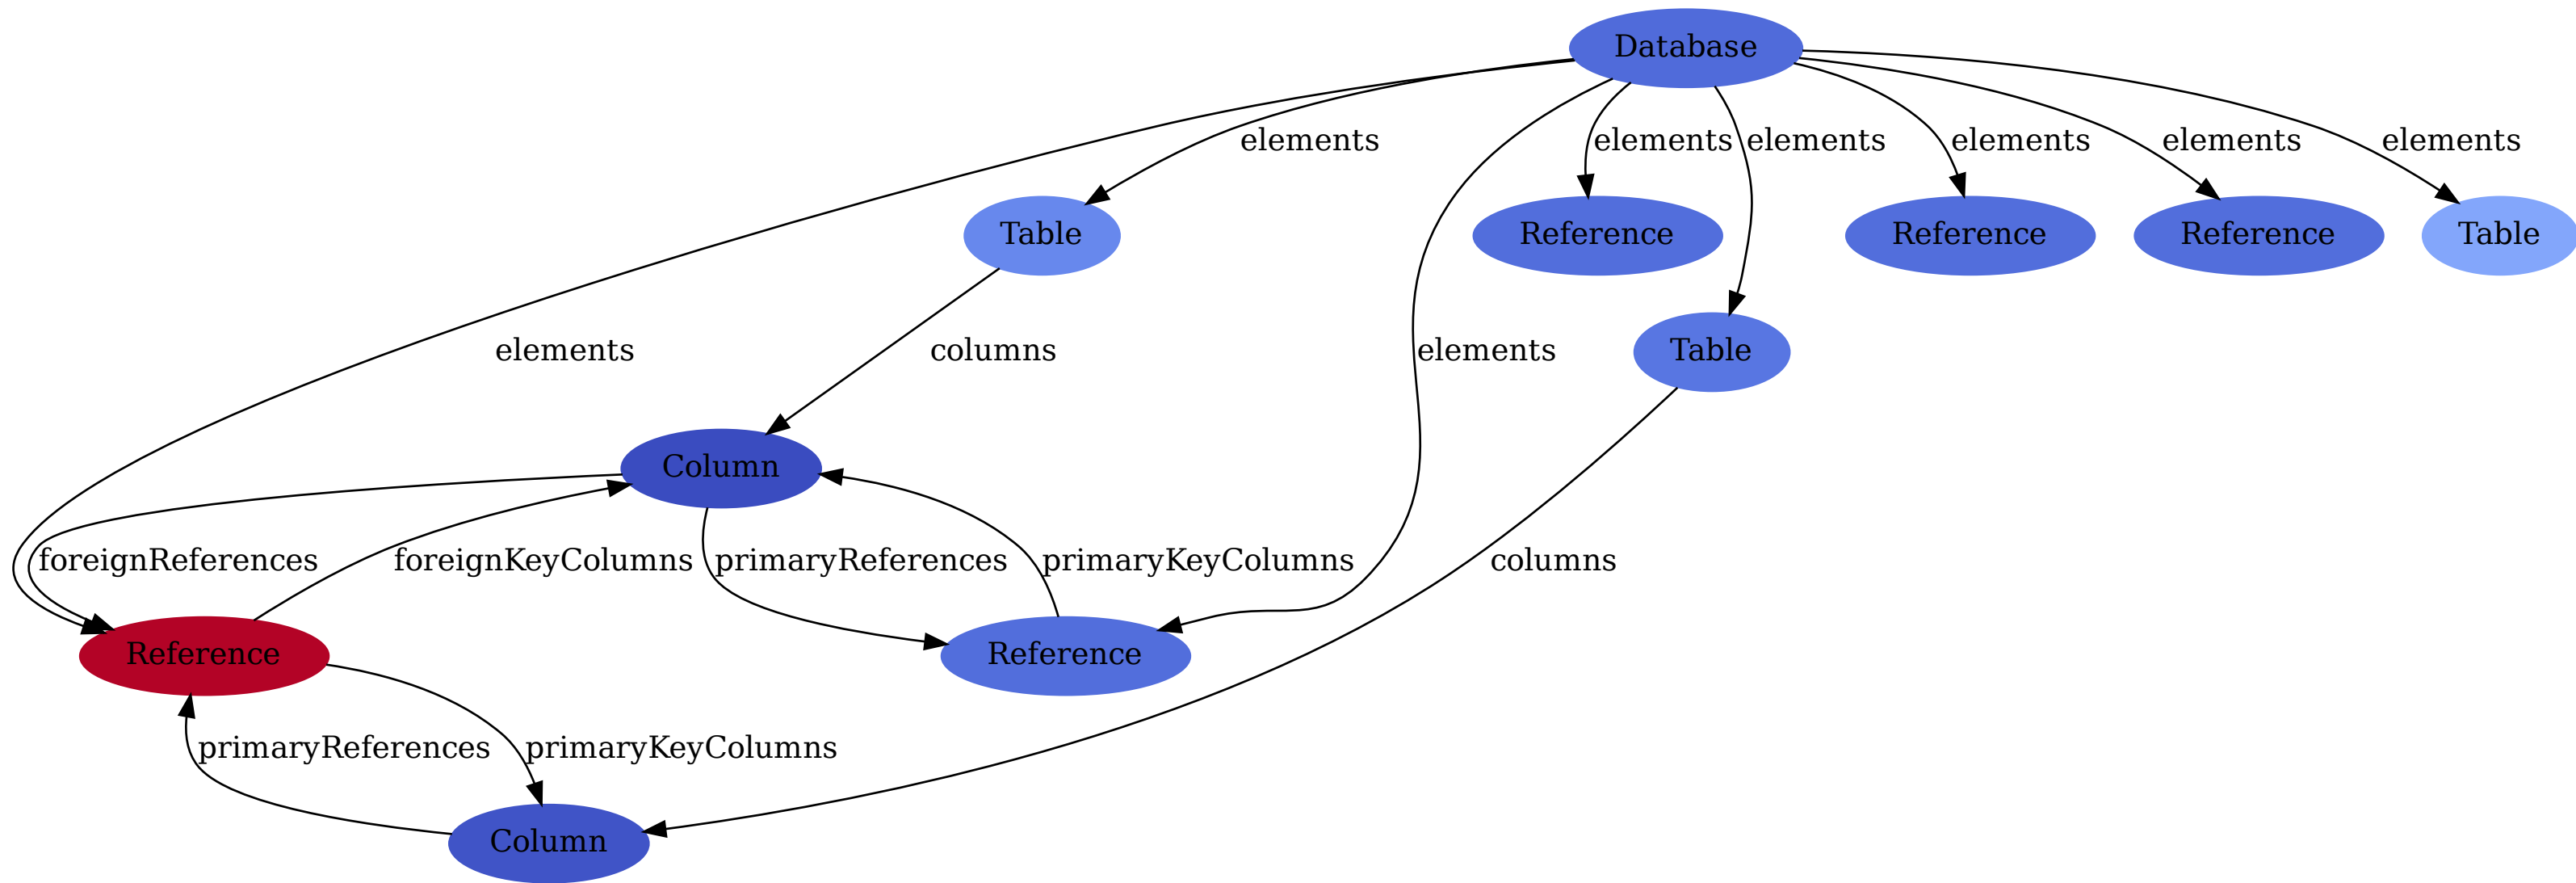 Database
elements
elements
elements
elements
elements
elements
Table
Reference
Reference
Reference
Table
elements
columns
elements
Table
Column
foreignReferences
foreignKeyColumns
primaryReferences
primaryKeyColumns
columns
Reference
Reference
primaryReferences
primaryKeyColumns
Column